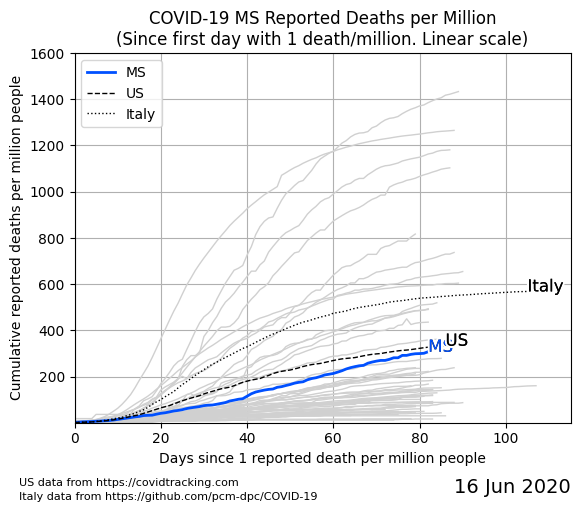 COVID-19 MS Reported Deaths per Million
(Since first day with 1 death/million. Linear scale)
Cumulative reported deaths per million people
1600
1400
1200
1000
800
600
400
200
MS
US
Italy
Italy
US
MS
0
20
40
60
80
100
Days since 1 reported death per million people
US data from https://covidtracking.com
Italy data from https://github.com/pcm-dpc/COVID-19
16 Jun 2020